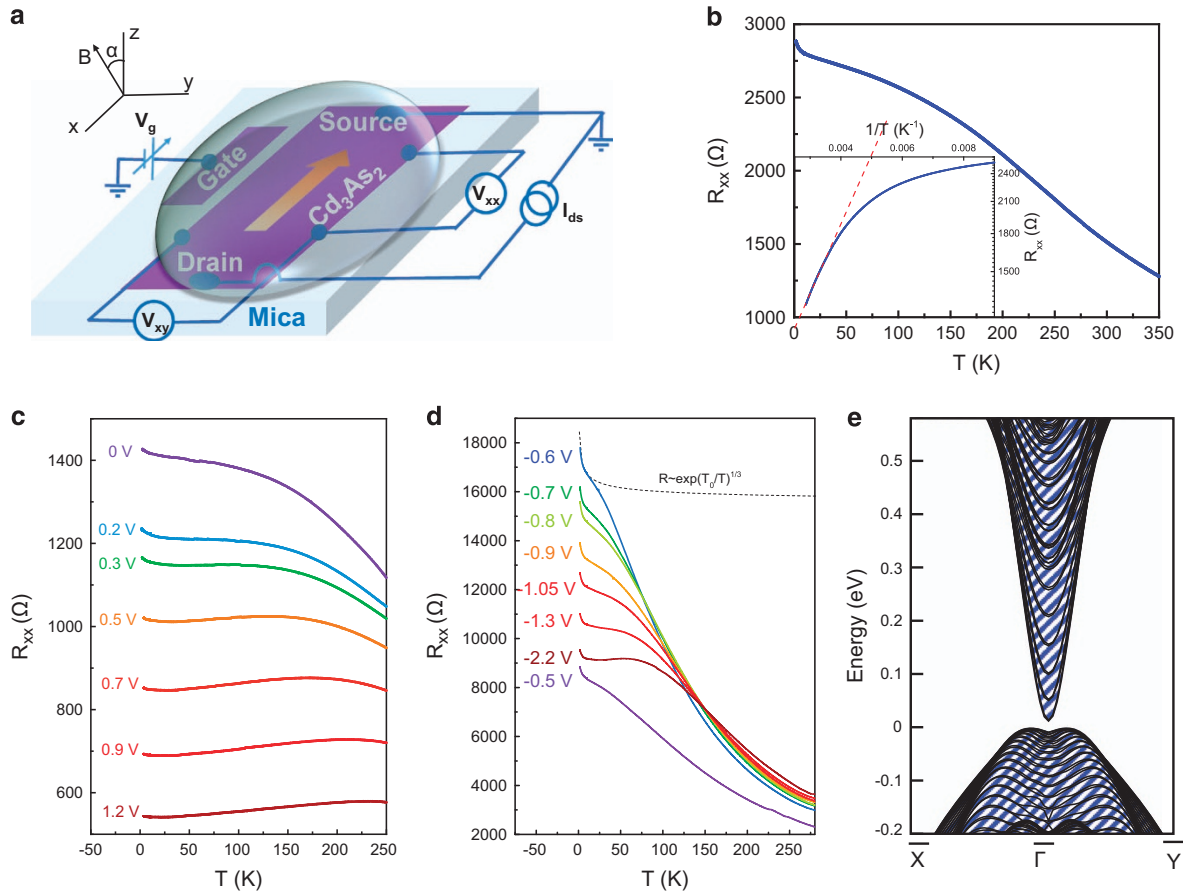 a
z
B
α
y
x
Vg
Gate
Source
Cd3As2
Drain
Vxx
Ids
Vxy
Mica
b
3000
2500
2000
1500
1000
Rxx (Ω)
1/T (K-1)
0.004
0.006
0.008
2400
2100
1800
1500
Rxx (Ω)
0
50
100
150
200
250
300
350
T (K)
c
1400
1200
1000
800
600
Rxx (Ω)
0 V
0.2 V
0.3 V
0.5 V
0.7 V
0.9 V
1.2 V
-50
0
50
100
150
200
250
T (K)
d
18000
16000
14000
12000
10000
8000
6000
4000
2000
Rxx (Ω)
-0.6 V
-0.7 V
-0.8 V
-0.9 V
-1.05 V
-1.3 V
-2.2 V
-0.5 V
R~exp(T0/T)1/3
-50
0
50
100
150
200
250
T (K)
e
0.5
0.4
0.3
0.2
0.1
0
-0.1
-0.2
Energy (eV)
X̅
Γ̅
Y̅